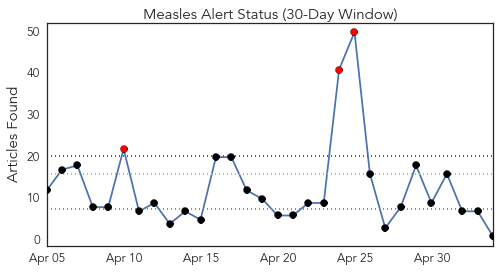 Measles Alert Status (30-Day Window)
Articles Found
50
40
30
20
10
0
Apr 05
Apr 10
Apr 15
Apr 20
Apr 25
Apr 30